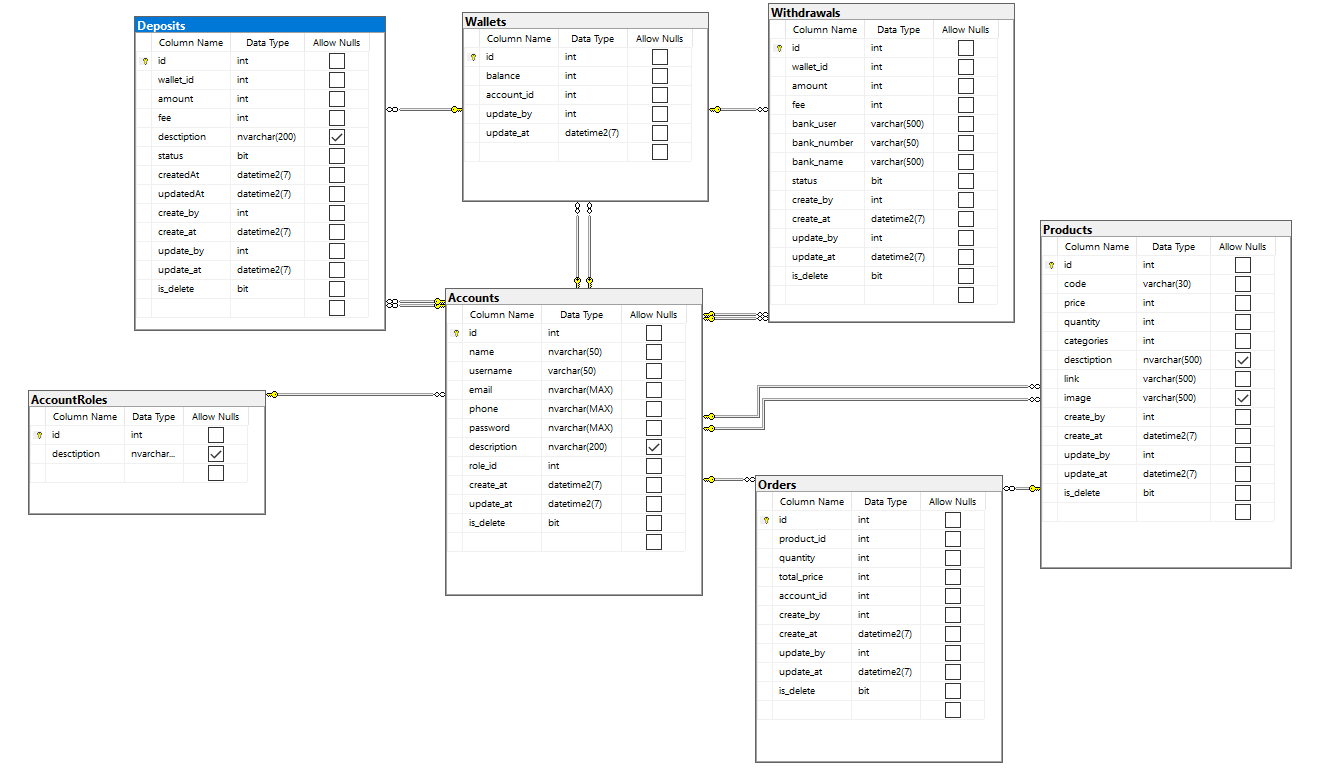 Deposits
Column Name Data Type Allow Nulls
id int
wallet_id int
amount int
fee int
desctiption nvarchar(200)
status bit
createdAt datetime2(7)
updatedAt datetime2(7)
create_by int
create_at datetime2(7)
update_by int
update_at datetime2(7)
is_delete bit
Wallets
Column Name Data Type Allow Nulls
id int
balance int
account_id int
update_by int
update_at datetime2(7)
Withdrawals
Column Name Data Type Allow Nulls
id int
wallet_id int
amount int
fee int
bank_user varchar(500)
bank_number varchar(50)
bank_name varchar(500)
status bit
create_by int
create_at datetime2(7)
update_by int
update_at datetime2(7)
is_delete bit
Products
Column Name Data Type Allow Nulls
id int
code varchar(30)
price int
quantity int
categories int
desctiption nvarchar(500)
link varchar(500)
image varchar(500)
create_by int
create_at datetime2(7)
update_by int
update_at datetime2(7)
is_delete bit
Accounts
Column Name Data Type Allow Nulls
id int
name nvarchar(50)
username varchar(50)
email nvarchar(MAX)
phone nvarchar(MAX)
password nvarchar(MAX)
description nvarchar(200)
role_id int
create_at datetime2(7)
update_at datetime2(7)
is_delete bit
AccountRoles
Column Name Data Type Allow Nulls
id int
desctiption nvarchar...
Orders
Column Name Data Type Allow Nulls
id int
product_id int
quantity int
total_price int
account_id int
create_by int
create_at datetime2(7)
update_by int
update_at datetime2(7)
is_delete bit